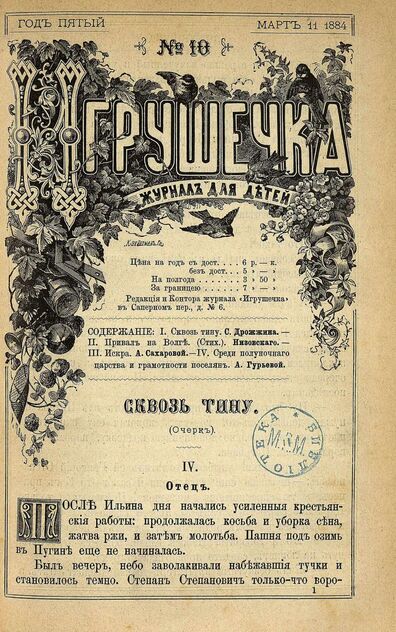 ГОДЪ ПЯТЫЙ
МАРТЪ 11 1884
№ 10
ИГРУШЕЧКА
ЖУРНАЛЪ ДЛЯ ДѢТЕЙ
Цѣна на годъ съ дост. . . . 6 р. – к.
безъ дост. . . 5 » – »
На полгода . . . . . . . . . 3 » 50 »
За границею . . . . . . . . 7 » – »
Редакція и Контора журнала «Игрушечка»
въ Саперномъ пер., д. № 6.
СОДЕРЖАНІЕ: I. Сквозь тину. С. Дрожжина.—
II. Привалъ на Волгѣ. (Стих.). Нивонскаго.—
III. Искра. А. Сахаровой.—IV. Среди полуночнаго
царства и грамотности поселянъ. А. Гурьевой.
СКВОЗЬ ТИНУ.
(Очеркъ).
БИБЛІОТЕКА
М.Д.М.
IV.
Отецъ.
ПОСЛѢ Ильина дня начались усиленныя крестьян-
скія работы: продолжалась косьба и уборка сѣна,
жатва ржи, и затѣмъ молотьба. Пашня подъ озимь
въ Пугинѣ еще не начиналась.
Былъ вечеръ, небо заволакивали набѣжавшія тучки и
становилось темно. Степанъ Степановичъ только-что воро-
1